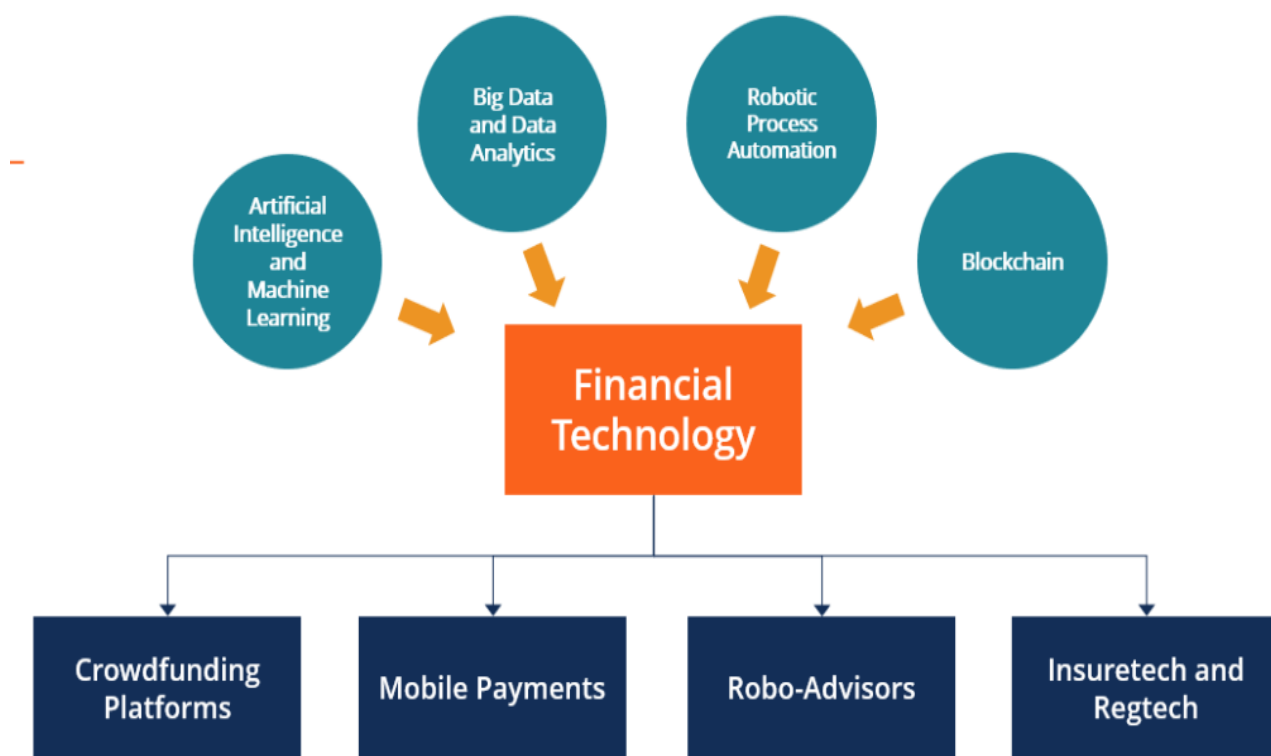 Big Data
and Data
Analytics
Robotic
Process
Automation
Artificial
Intelligence
and
Machine
Learning
Blockchain
Financial
Technology
Crowdfunding
Platforms
Mobile Payments
Robo-Advisors
Insuretech and
Regtech